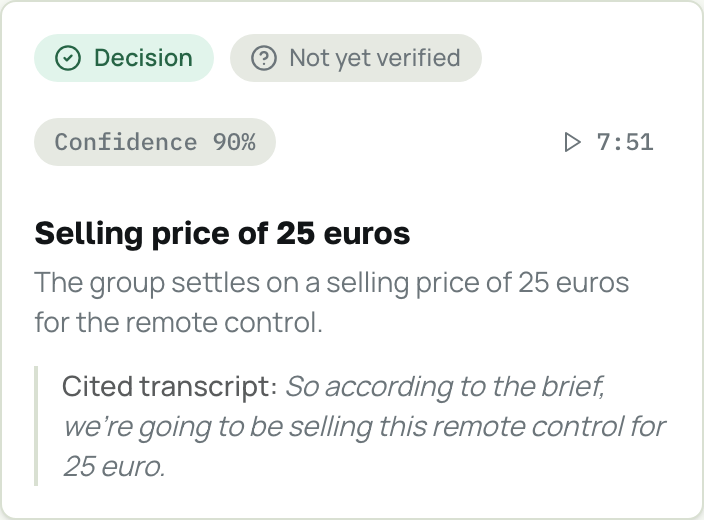 Decision Not yet verified
Confidence 90% 7:51
Selling price of 25 euros
The group settles on a selling price of 25 euros
for the remote control.
Cited transcript: So according to the brief,
we're going to be selling this remote control for
25 euro.